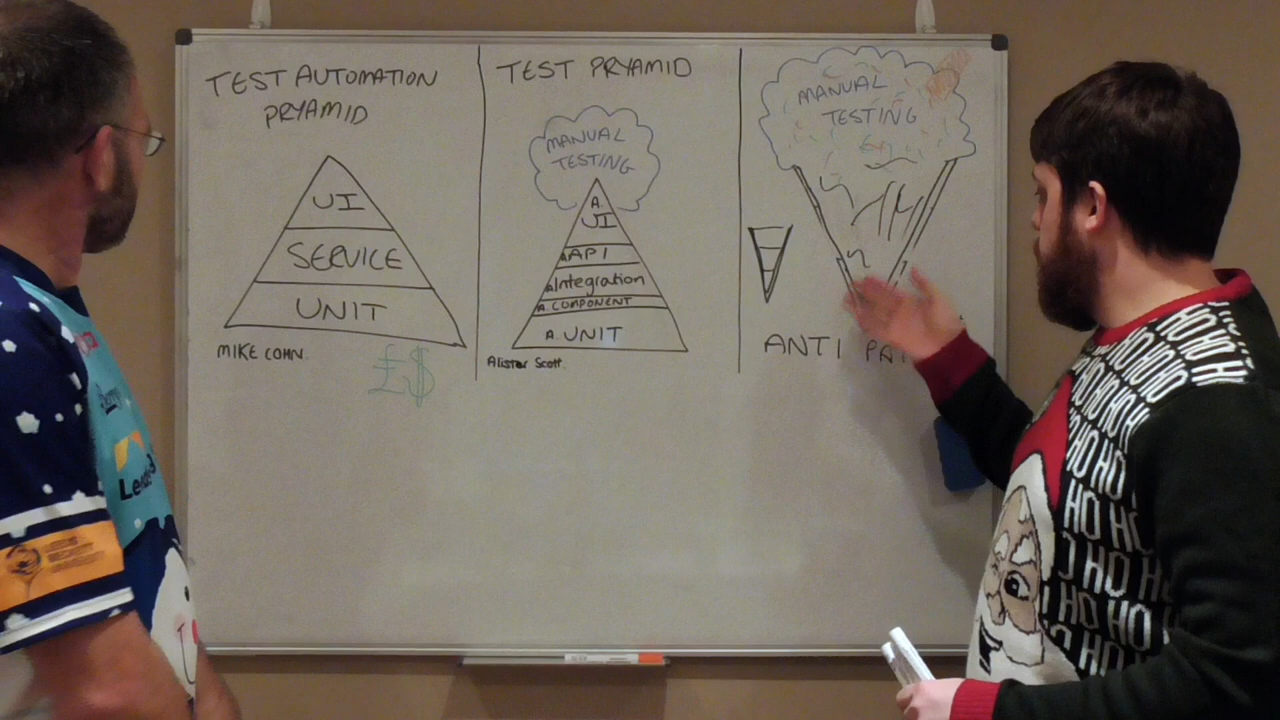 TEST AUTOMATION
PRYAMID
UI
SERVICE
UNIT
MIKE COHN.
£$
TEST PRYAMID
MANUAL
TESTING
A.
UI
A.API
A.Integration
A.COMPONENT
A.UNIT
Alister Scott.
MANUAL
TESTING
ANTI
HO HO HO